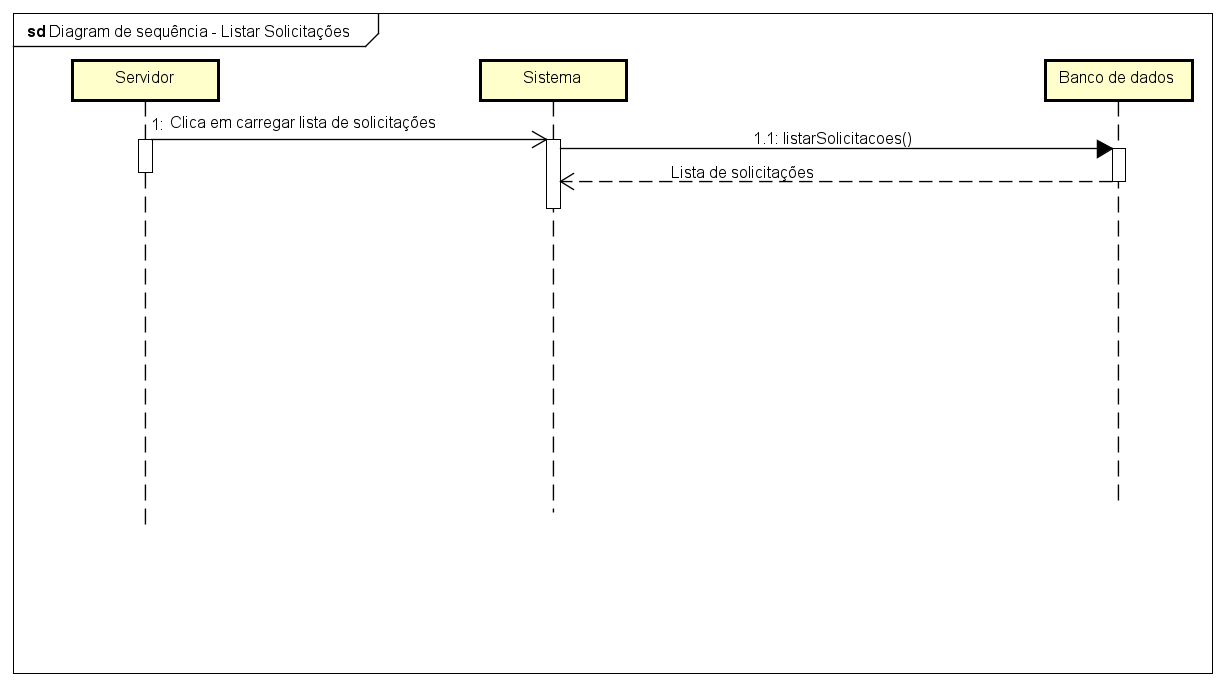 sd Diagram de sequência - Listar Solicitações
Servidor
Sistema
Banco de dados
1: Clica em carregar lista de solicitações
1.1: listarSolicitacoes()
Lista de solicitações